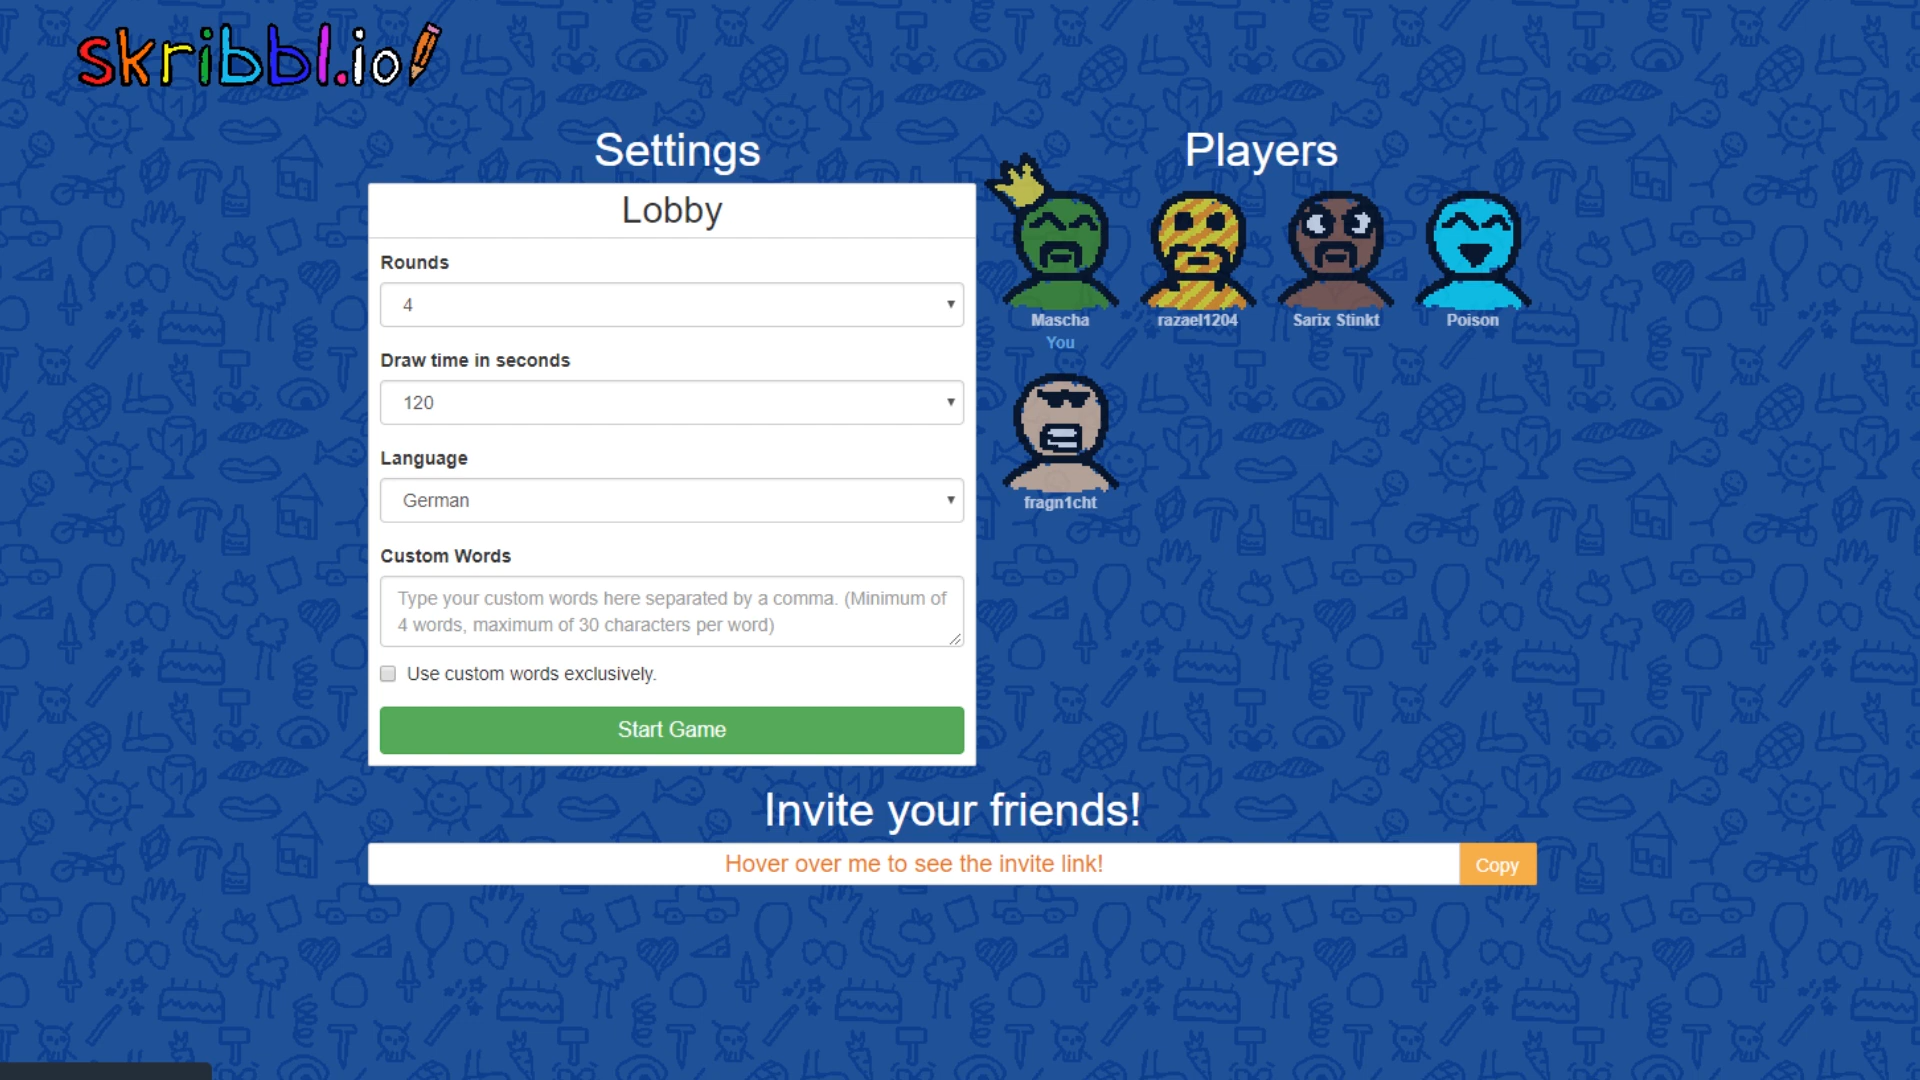 skribbl.io
Settings
Players
Lobby
Rounds
4
Draw time in seconds
120
Language
German
Custom Words
Type your custom words here separated by a comma. (Minimum of
4 words, maximum of 30 characters per word)
Use custom words exclusively.
Start Game
Mascha
You
razael1204
Sarix Stinkt
Poison
fragn1cht
Invite your friends!
Hover over me to see the invite link!
Copy